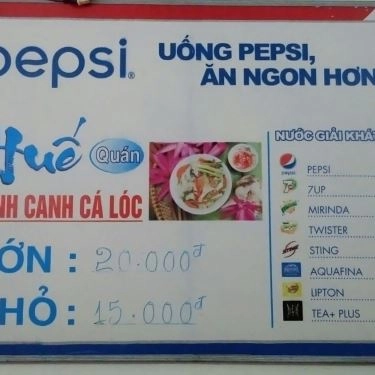 pepsi
UỐNG PEPSI,
ĂN NGON HƠN
Huế Quán
NH CANH CÁ LÓC
ỚN : 20.000đ
HỎ : 15.000đ
NƯỚC GIẢI KHÁT
PEPSI
7UP
MIRINDA
TWISTER
STING
AQUAFINA
LIPTON
TEA+ PLUS